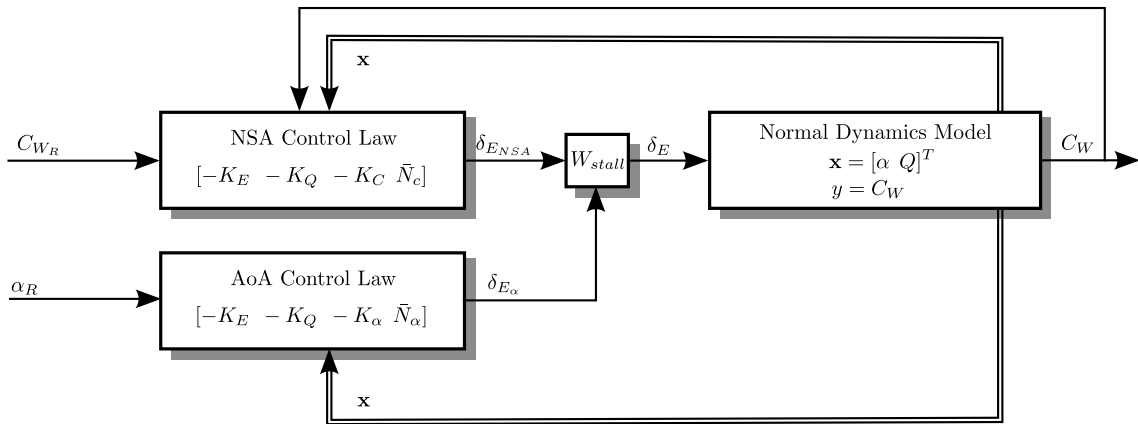 x
C_{W_R}
NSA Control Law
[-K_E -K_Q -K_C N̄_c]
δ_{E_{NSA}}
W_{stall}
δ_E
Normal Dynamics Model
x = [α Q]^T
y = C_W
C_W
α_R
AoA Control Law
[-K_E -K_Q -K_α N̄_α]
δ_{E_α}
x